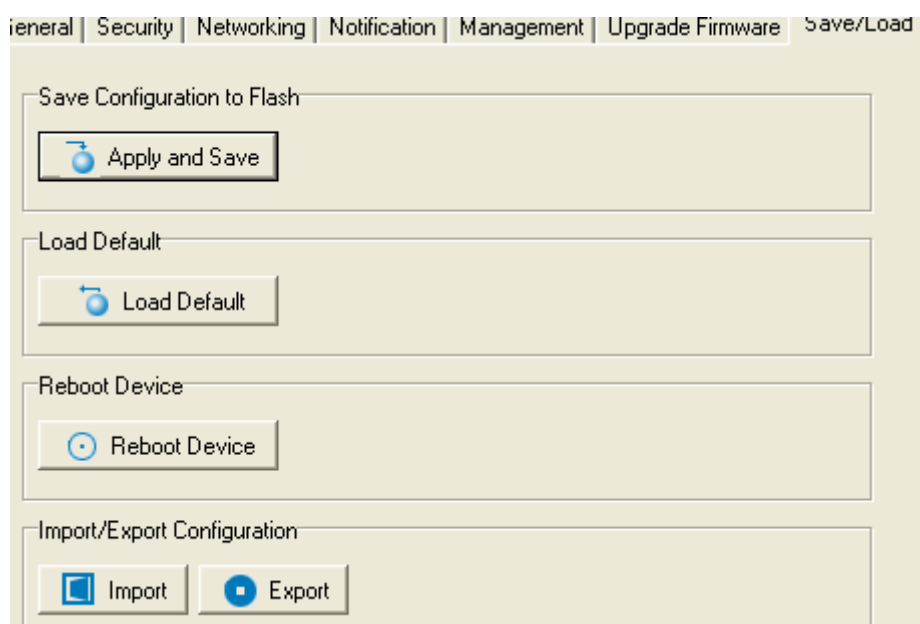 General | Security | Networking | Notification | Management | Upgrade Firmware Save/Load
Save Configuration to Flash
Apply and Save
Load Default
Load Default
Reboot Device
Reboot Device
Import/Export Configuration
Import Export